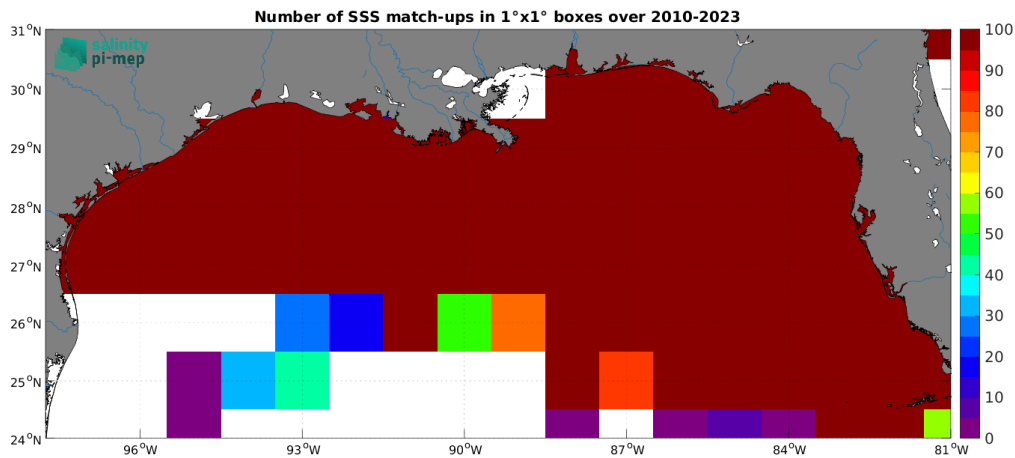 Number of SSS match-ups in 1°x1° boxes over 2010-2023
salinity
pi-mep
31°N
30°N
29°N
28°N
27°N
26°N
25°N
24°N
96°W
93°W
90°W
87°W
84°W
81°W
100
90
80
70
60
50
40
30
20
10
0